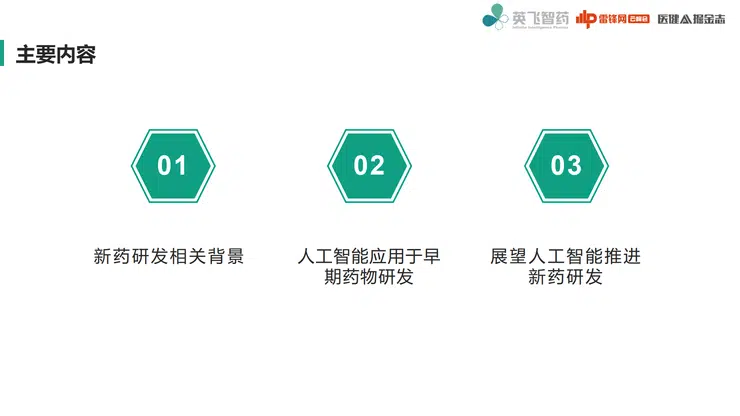 英飞智药
雷锋网
医健AI掘金志
主要内容
01
02
03
新药研发相关背景
人工智能应用于早
期药物研发
展望人工智能推进
新药研发